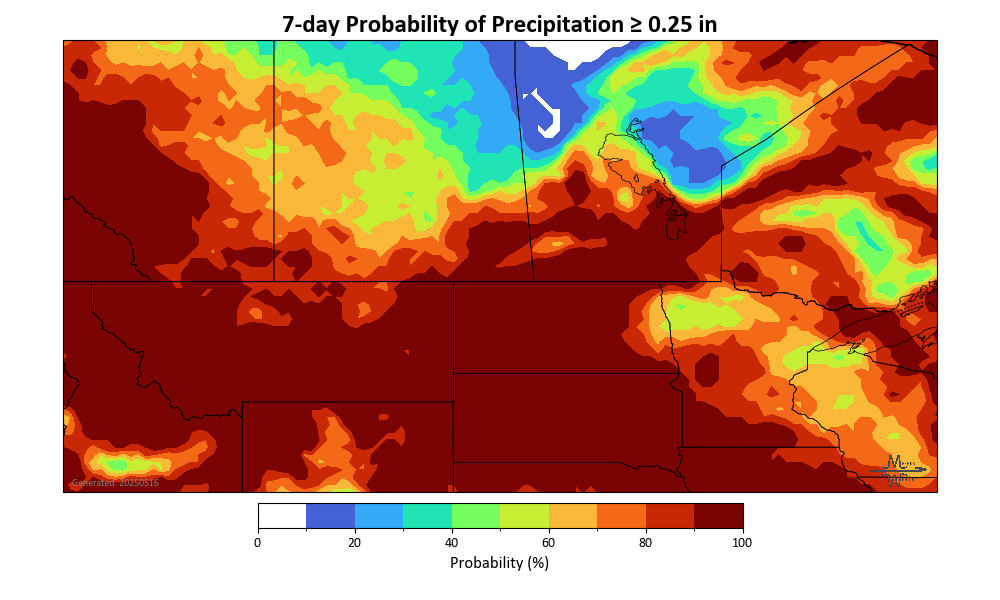 7-day Probability of Precipitation ≥ 0.25 in
Generated: 20250516
0 20 40 60 80 100
Probability (%)